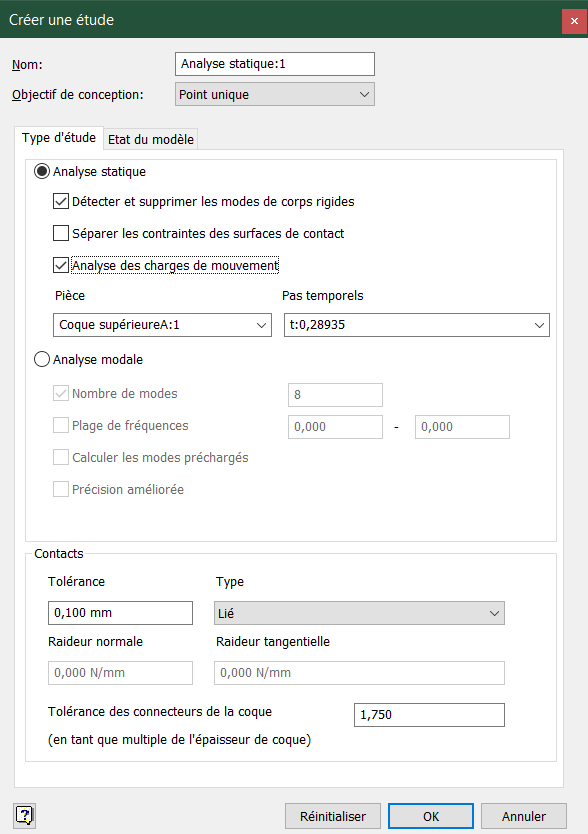 Créer une étude
Nom: Analyse statique:1
Objectif de conception: Point unique
Type d'étude Etat du modèle
Analyse statique
Détecter et supprimer les modes de corps rigides
Séparer les contraintes des surfaces de contact
Analyse des charges de mouvement
Pièce Pas temporels
Coque supérieureA:1 t:0,28935
Analyse modale
Nombre de modes 8
Plage de fréquences 0,000 - 0,000
Calculer les modes préchargés
Précision améliorée
Contacts
Tolérance Type
0,100 mm Lié
Raideur normale Raideur tangentielle
0,000 N/mm 0,000 N/mm
Tolérance des connecteurs de la coque 1,750
(en tant que multiple de l'épaisseur de coque)
Réinitialiser OK Annuler